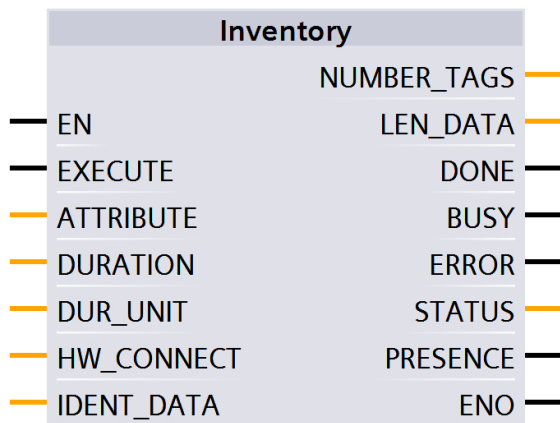 Inventory
NUMBER_TAGS
EN LEN_DATA
EXECUTE DONE
ATTRIBUTE BUSY
DURATION ERROR
DUR_UNIT STATUS
HW_CONNECT PRESENCE
IDENT_DATA ENO